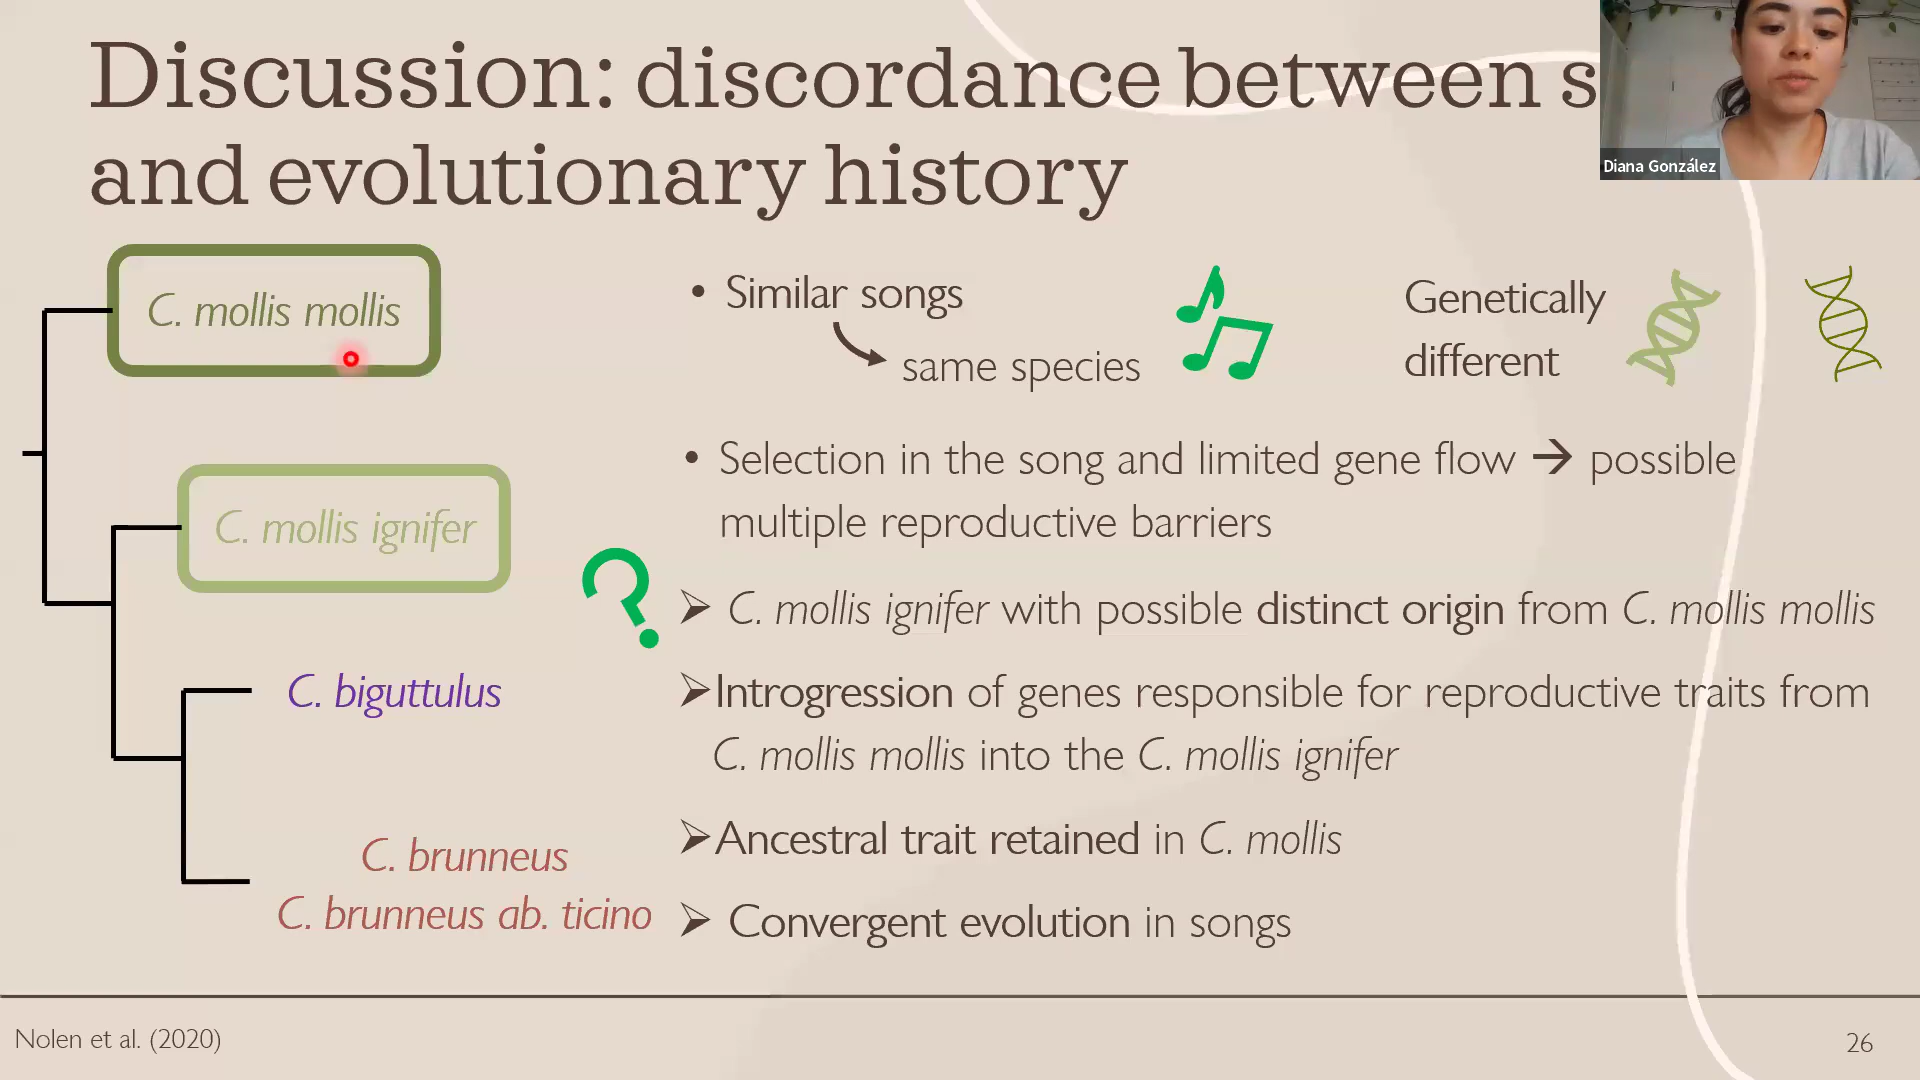 Discussion: discordance between s
and evolutionary history
Diana González
C. mollis mollis
C. mollis ignifer
C. biguttulus
C. brunneus
C. brunneus ab. ticino
• Similar songs
same species
Genetically
different
• Selection in the song and limited gene flow → possible
multiple reproductive barriers
?
➢ C. mollis ignifer with possible distinct origin from C. mollis mollis
➢Introgression of genes responsible for reproductive traits from
C. mollis mollis into the C. mollis ignifer
➢Ancestral trait retained in C. mollis
➢ Convergent evolution in songs
Nolen et al. (2020)
26